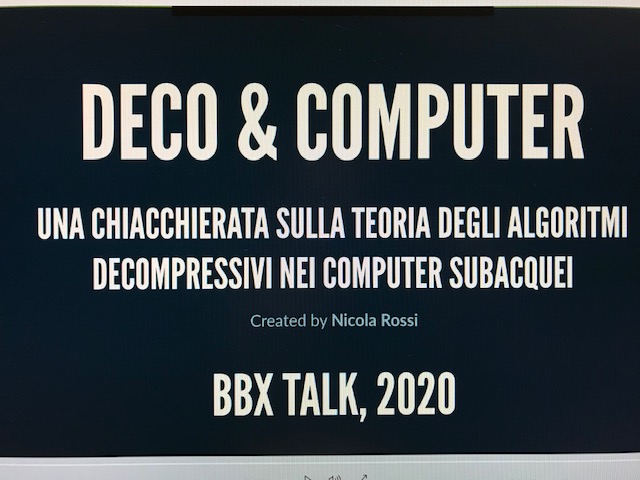 DECO & COMPUTER
UNA CHIACCHIERATA SULLA TEORIA DEGLI ALGORITMI
DECOMPRESSIVI NEI COMPUTER SUBACQUEI
Created by Nicola Rossi
BBX TALK, 2020